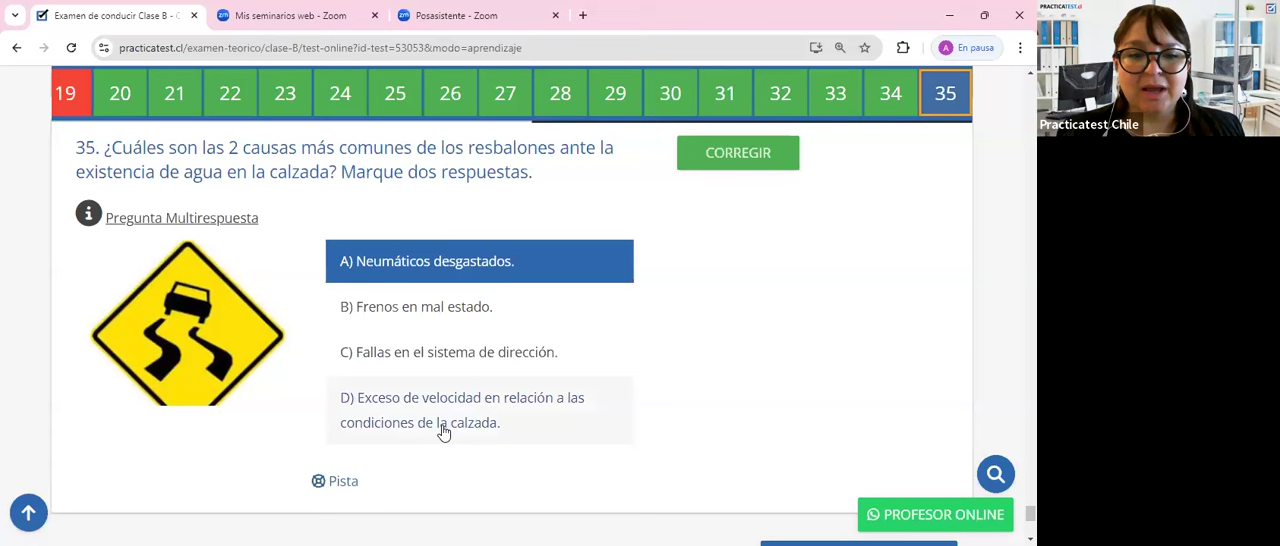 Examen de conducir Clase B - C
Mis seminarios web - Zoom
Posasistente - Zoom
practicatest.cl/examen-teorico/clase-B/test-online?id-test=53053&modo=aprendizaje
A
En pausa
PRACTICATEST.cl
Practicatest Chile
19 20 21 22 23 24 25 26 27 28 29 30 31 32 33 34 35
35. ¿Cuáles son las 2 causas más comunes de los resbalones ante la
existencia de agua en la calzada? Marque dos respuestas.
CORREGIR
Pregunta Multirespuesta
A) Neumáticos desgastados.
B) Frenos en mal estado.
C) Fallas en el sistema de dirección.
D) Exceso de velocidad en relación a las
condiciones de la calzada.
Pista
PROFESOR ONLINE